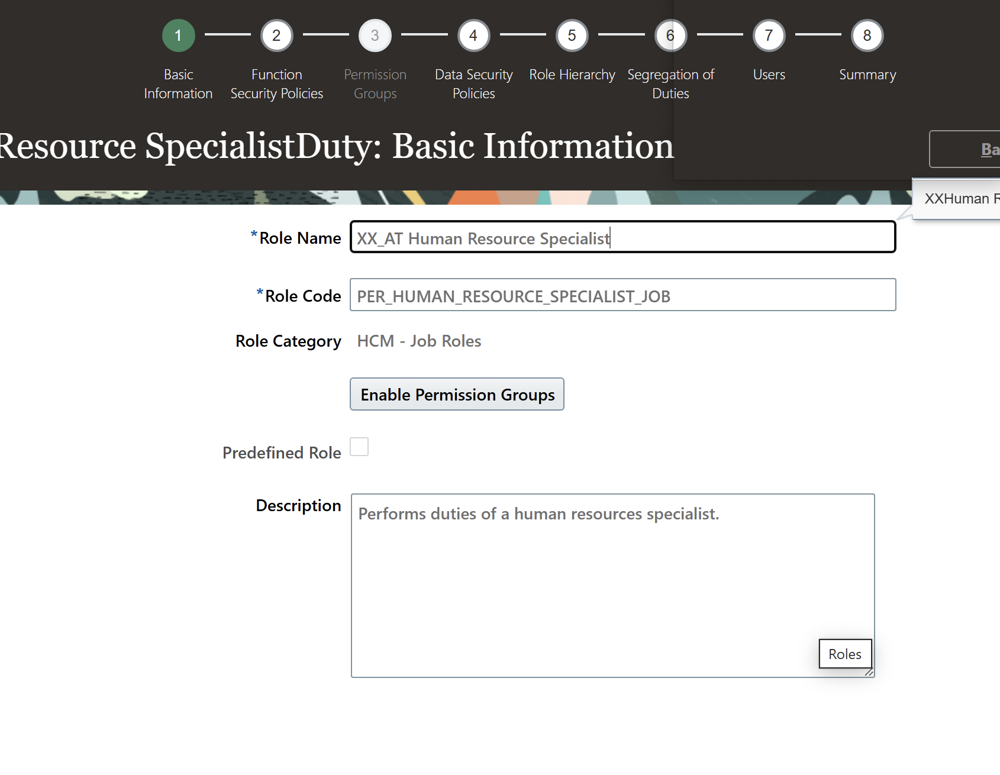 1 2 3 4 5 6 7 8
Basic Information
Function Security Policies
Permission Groups
Data Security Policies
Role Hierarchy
Segregation of Duties
Users
Summary
Resource SpecialistDuty: Basic Information
Ba
XXHuman R
*Role Name XX_AT Human Resource Specialist
*Role Code PER_HUMAN_RESOURCE_SPECIALIST_JOB
Role Category HCM - Job Roles
Enable Permission Groups
Predefined Role
Description Performs duties of a human resources specialist.
Roles